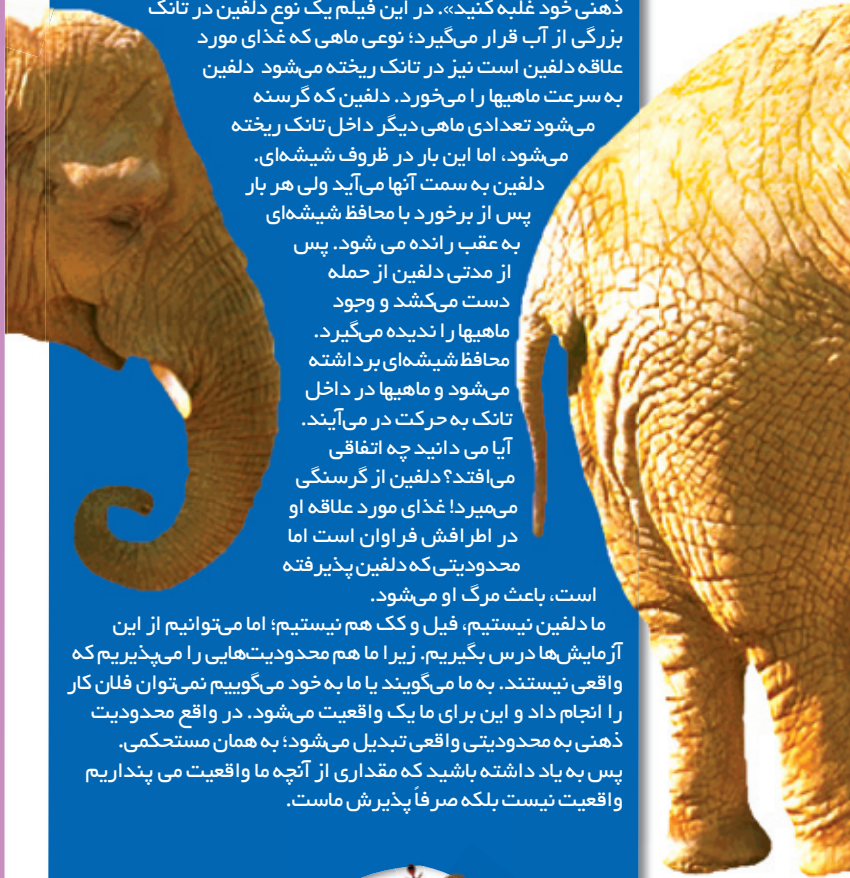 ذهنی خود غلبه کنید». در این فیلم یک نوع دلفین در تانک
بزرگی از آب قرار می‌گیرد؛ نوعی ماهی که غذای مورد
علاقه دلفین است نیز در تانک ریخته می‌شود دلفین
به سرعت ماهیها را می‌خورد. دلفین که گرسنه
می‌شود تعدادی ماهی دیگر داخل تانک ریخته
می‌شود، اما این بار در ظروف شیشه‌ای.
دلفین به سمت آنها می‌آید ولی هر بار
پس از برخورد با محافظ شیشه‌ای
به عقب رانده می شود. پس
از مدتی دلفین از حمله
دست می‌کشد و وجود
ماهیها را ندیده می‌گیرد.
محافظ شیشه‌ای برداشته
می‌شود و ماهیها در داخل
تانک به حرکت در می‌آیند.
آیا می دانید چه اتفاقی
می‌افتد؟ دلفین از گرسنگی
می‌میرد! غذای مورد علاقه او
در اطرافش فراوان است اما
محدودیتی که دلفین پذیرفته
است، باعث مرگ او می‌شود.
ما دلفین نیستیم، فیل و کک هم نیستیم؛ اما می‌توانیم از این
آزمایش‌ها درس بگیریم. زیرا ما هم محدودیت‌هایی را می‌پذیریم که
واقعی نیستند. به ما می‌گویند یا ما به خود می‌گوییم نمی‌توان فلان کار
را انجام داد و این برای ما یک واقعیت می‌شود. در واقع محدودیت
ذهنی به محدودیتی واقعی تبدیل می‌شود؛ به همان مستحکمی.
پس به یاد داشته باشید که مقداری از آنچه ما واقعیت می پنداریم
واقعیت نیست بلکه صرفاً پذیرش ماست.